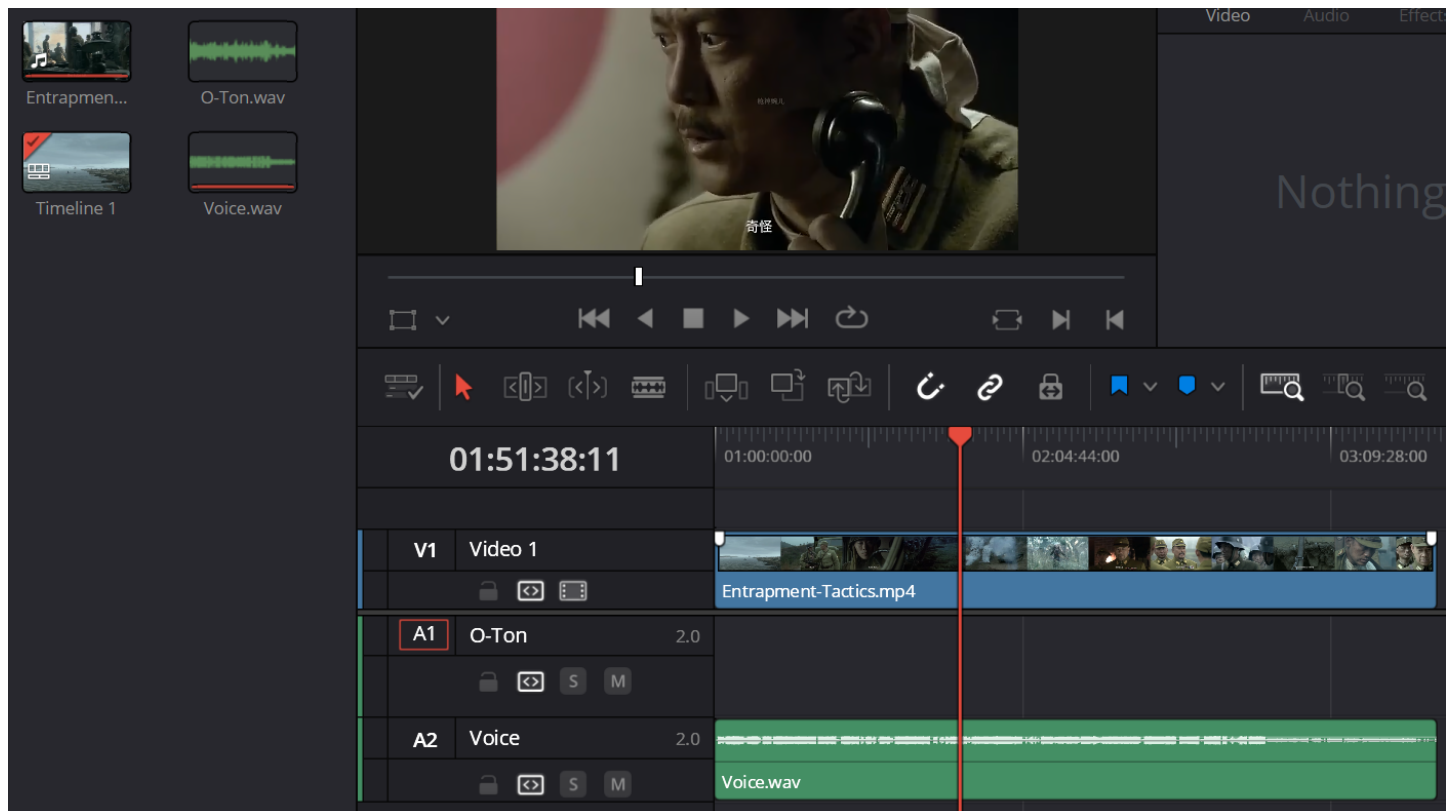 Video Audio Effect
Entrapmen... O-Ton.wav
Timeline 1 Voice.wav
Nothing
奇怪
01:51:38:11
01:00:00:00 02:04:44:00 03:09:28:00
V1 Video 1
Entrapment-Tactics.mp4
A1 O-Ton 2.0
S M
A2 Voice 2.0
S M
Voice.wav